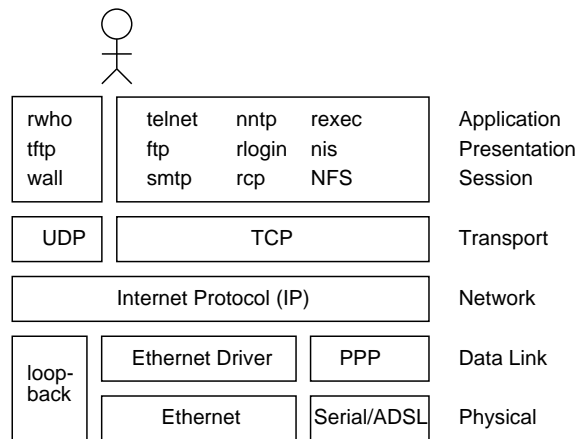 rwho telnet nntp rexec Application
tftp ftp rlogin nis Presentation
wall smtp rcp NFS Session
UDP TCP Transport
Internet Protocol (IP) Network
Ethernet Driver PPP Data Link
loop-
back
Ethernet Serial/ADSL Physical